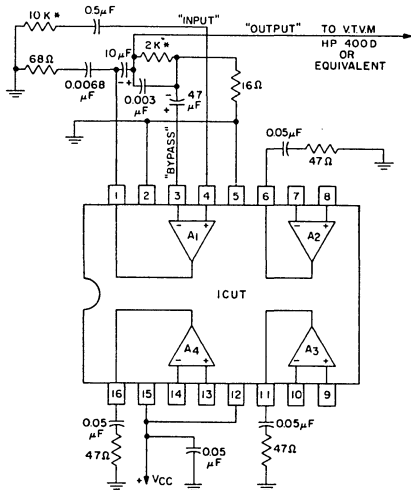 10 K*
0.5μF
"INPUT"
"OUTPUT"
TO V.T.V.M
HP 400D
OR
EQUIVALENT
68Ω
0.0068
μF
10μF
- +
2K*
0.003
μF
-
+
47
μF
16Ω
"BYPASS"
0.05μF
47Ω
1
2
3
4
5
6
7
8
- A1 +
- A2 +
ICUT
A4
- +
A3
- +
16
15
14
13
12
11
10
9
0.05
μF
47Ω
+ VCC
0.05
μF
0.05μF
47Ω